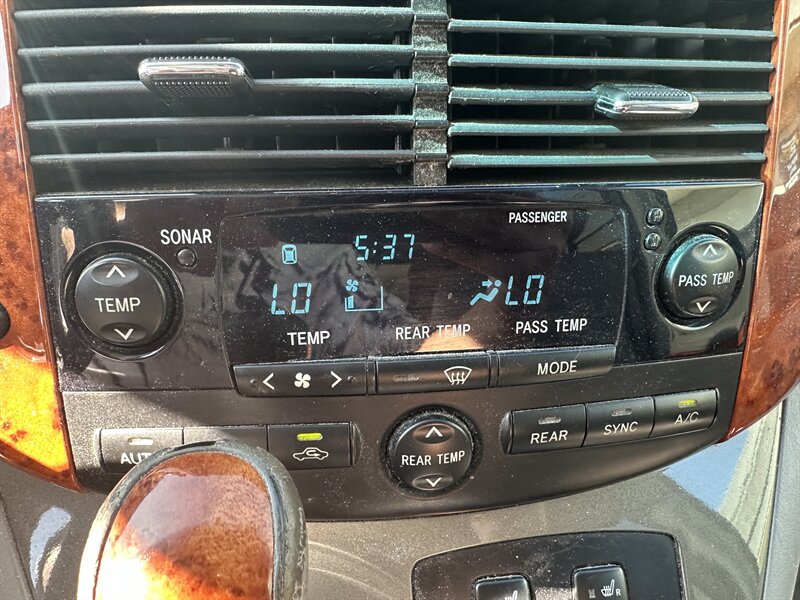 PASSENGER
SONAR
5:37
TEMP
PASS TEMP
LO
LO
TEMP
REAR TEMP
PASS TEMP
MODE
REAR
SYNC
A/C
REAR TEMP
R